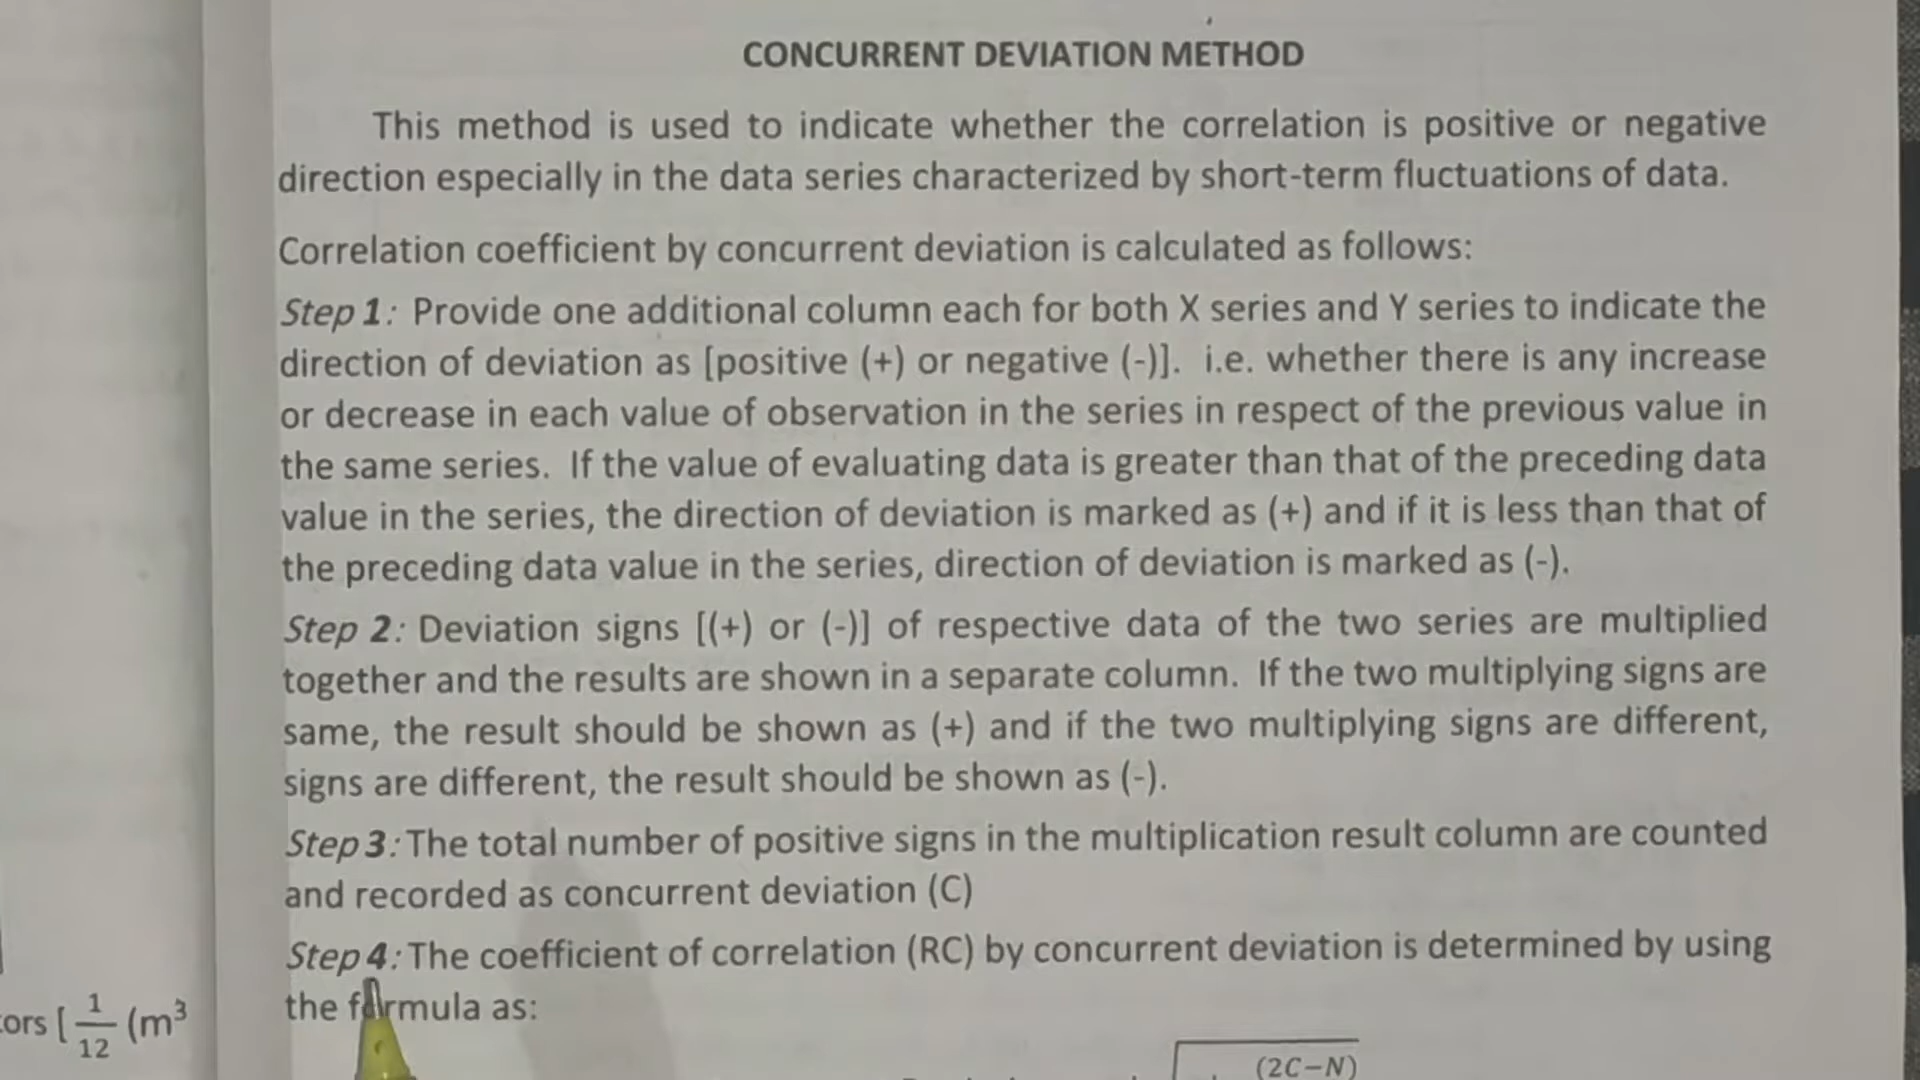 CONCURRENT DEVIATION METHOD
This method is used to indicate whether the correlation is positive or negative
direction especially in the data series characterized by short-term fluctuations of data.
Correlation coefficient by concurrent deviation is calculated as follows:
Step 1: Provide one additional column each for both X series and Y series to indicate the
direction of deviation as [positive (+) or negative (-)]. i.e. whether there is any increase
or decrease in each value of observation in the series in respect of the previous value in
the same series. If the value of evaluating data is greater than that of the preceding data
value in the series, the direction of deviation is marked as (+) and if it is less than that of
the preceding data value in the series, direction of deviation is marked as (-).
Step 2: Deviation signs [(+) or (-)] of respective data of the two series are multiplied
together and the results are shown in a separate column. If the two multiplying signs are
same, the result should be shown as (+) and if the two multiplying signs are different,
signs are different, the result should be shown as (-).
Step 3: The total number of positive signs in the multiplication result column are counted
and recorded as concurrent deviation (C)
Step 4: The coefficient of correlation (RC) by concurrent deviation is determined by using
the formula as:
(2C−N)
ors [ 1/12 (m³